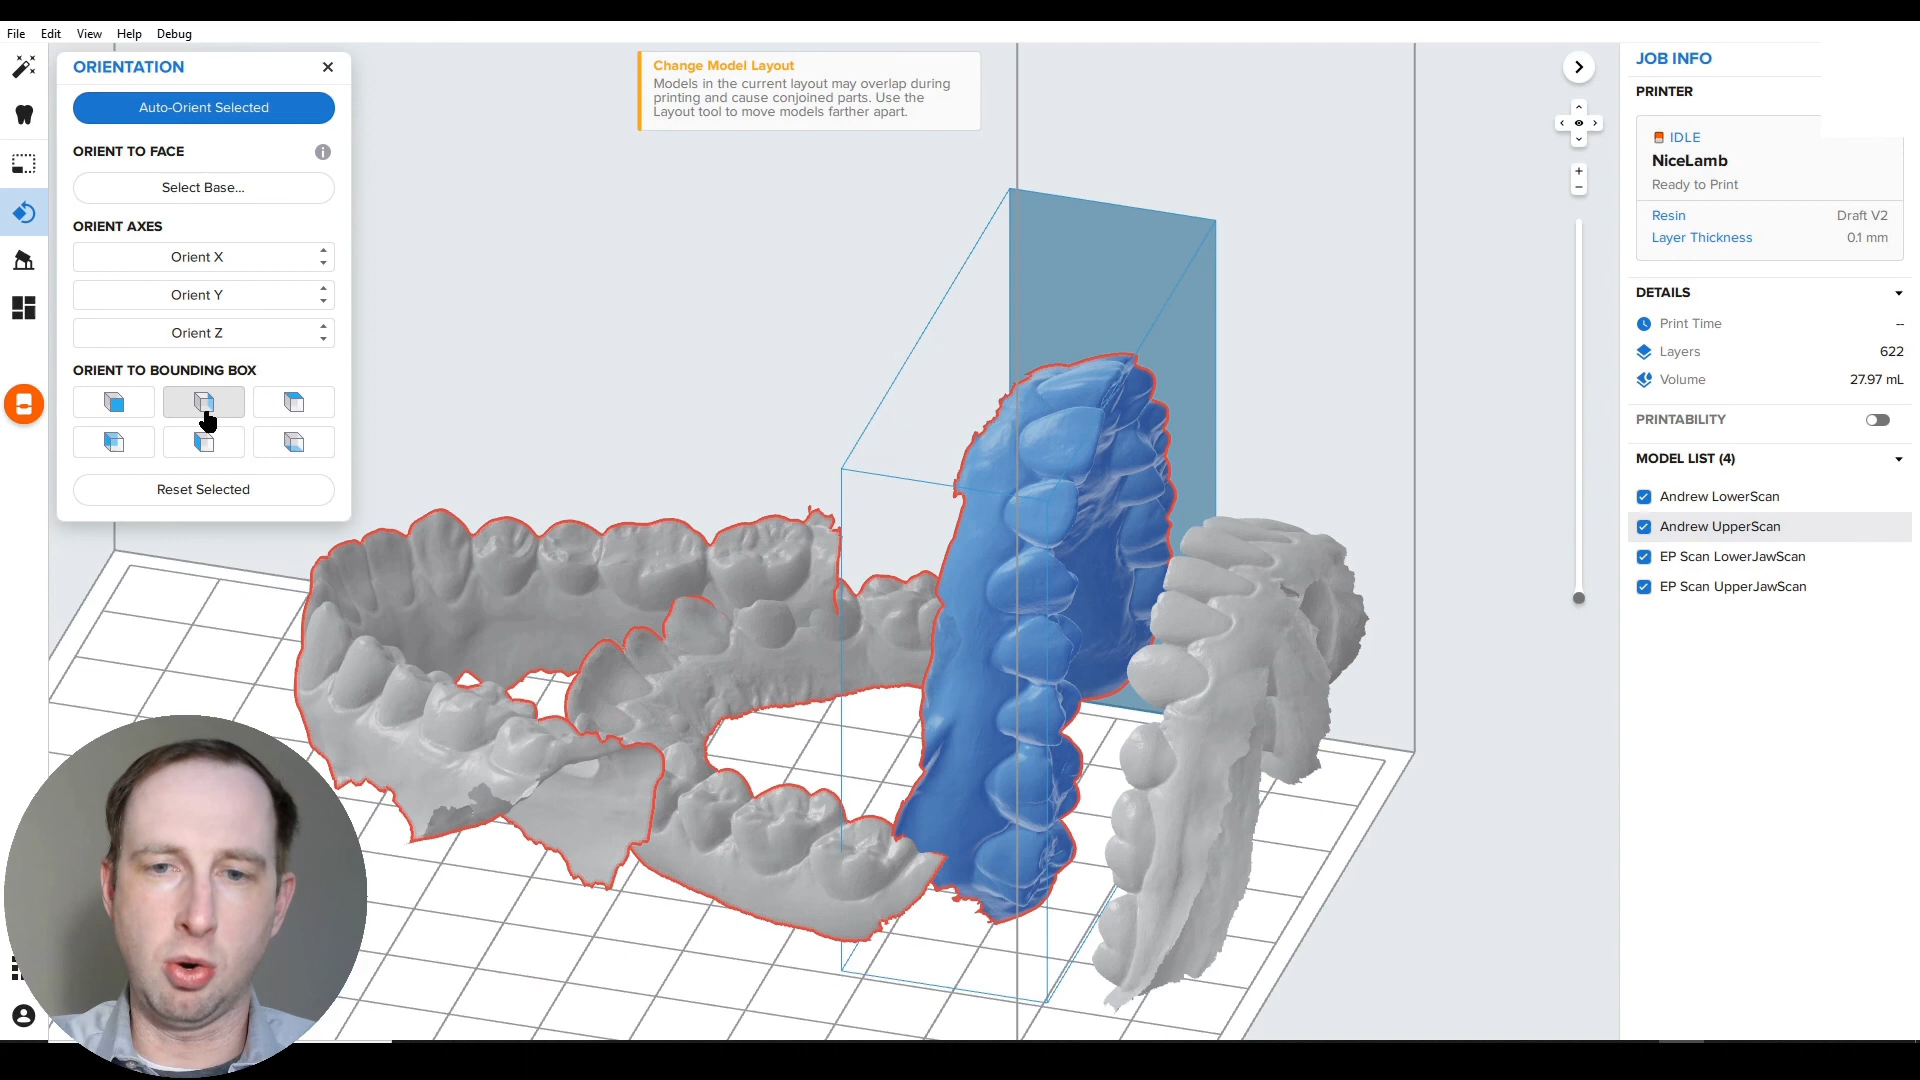 File Edit View Help Debug
ORIENTATION
Auto-Orient Selected
ORIENT TO FACE
Select Base...
ORIENT AXES
Orient X
Orient Y
Orient Z
ORIENT TO BOUNDING BOX
Reset Selected
Change Model Layout
Models in the current layout may overlap during
printing and cause conjoined parts. Use the
Layout tool to move models farther apart.
JOB INFO
PRINTER
IDLE
NiceLamb
Ready to Print
Resin Draft V2
Layer Thickness 0.1 mm
DETAILS
Print Time --
Layers 622
Volume 27.97 mL
PRINTABILITY
MODEL LIST (4)
Andrew LowerScan
Andrew UpperScan
EP Scan LowerJawScan
EP Scan UpperJawScan